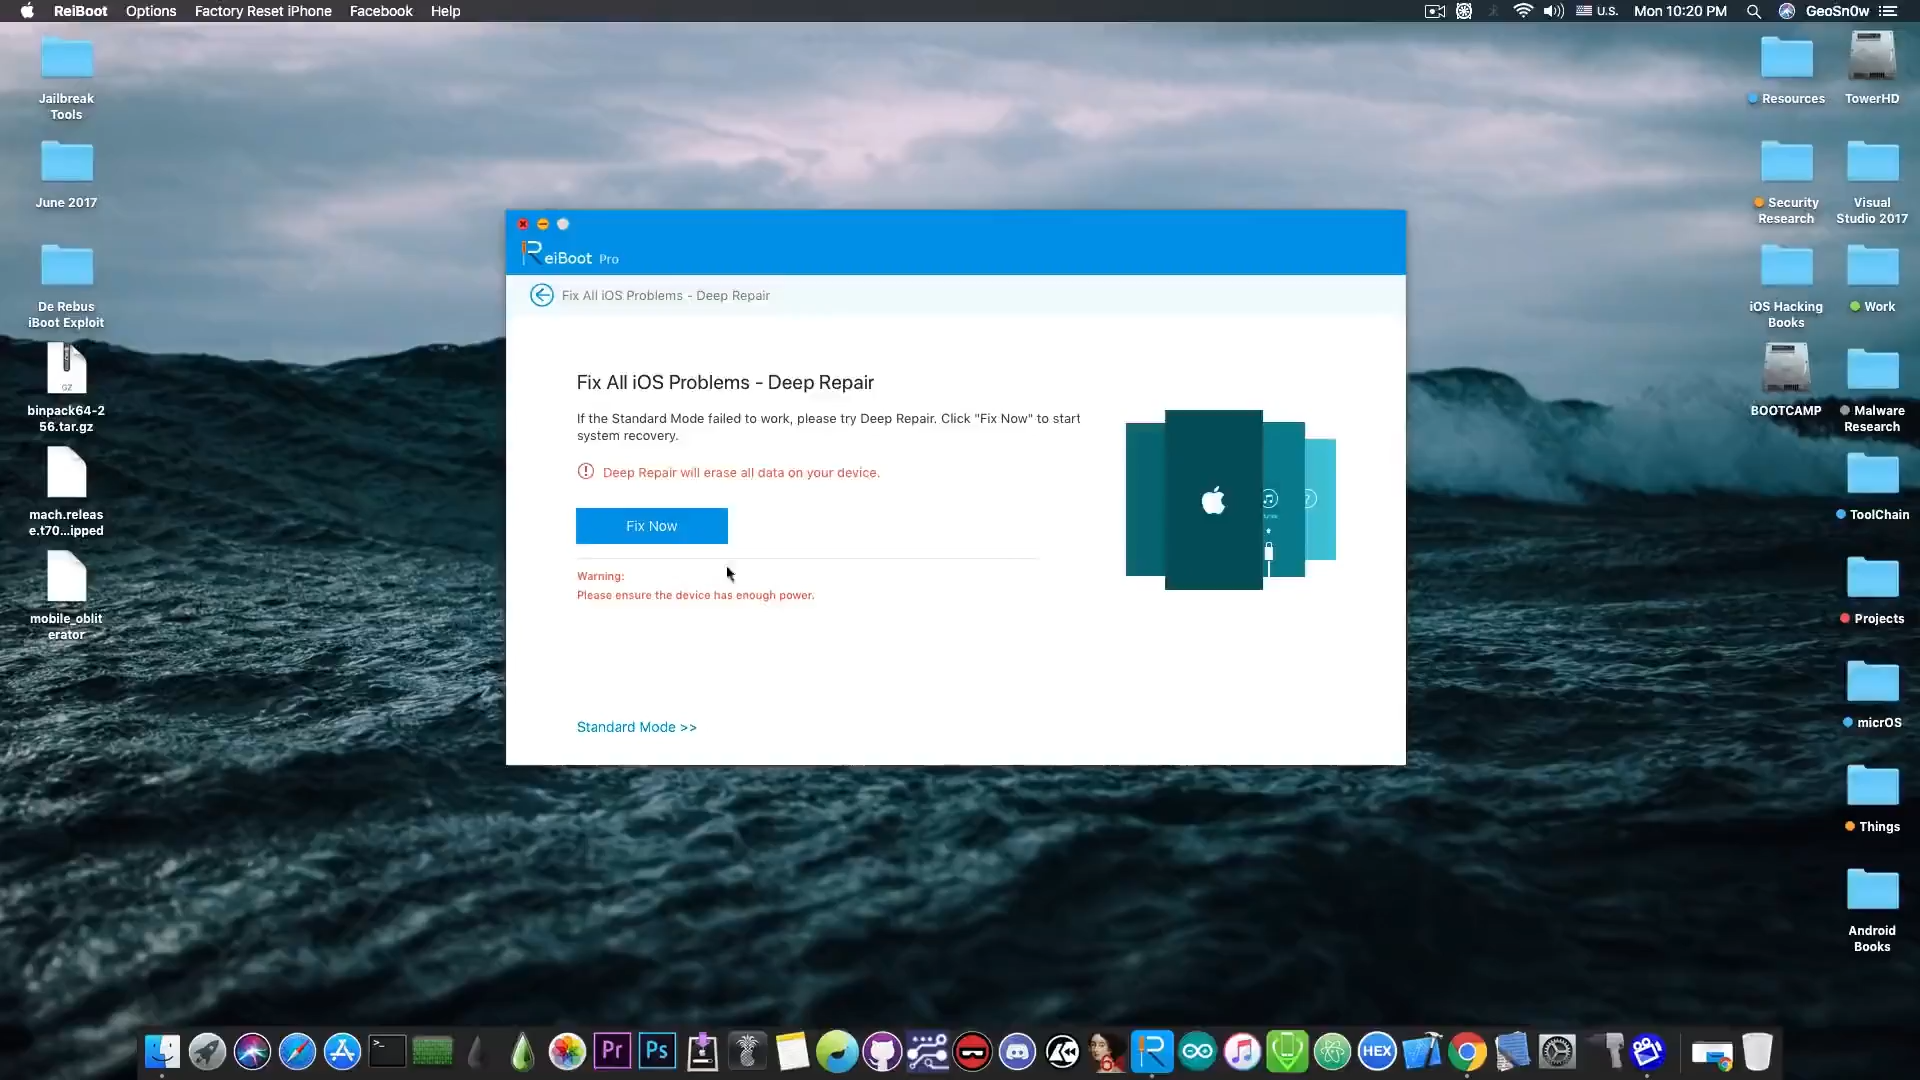 ReiBoot Options Factory Reset iPhone Facebook Help
U.S. Mon 10:20 PM GeoSn0w
Jailbreak
Tools
June 2017
De Rebus
iBoot Exploit
GZ
binpack64-2
56.tar.gz
mach.releas
e.t70...ipped
mobile_oblit
erator
ReiBoot Pro
Fix All iOS Problems - Deep Repair
Fix All iOS Problems - Deep Repair
If the Standard Mode failed to work, please try Deep Repair. Click "Fix Now" to start
system recovery.
Deep Repair will erase all data on your device.
Fix Now
Warning:
Please ensure the device has enough power.
Standard Mode >>
Resources
TowerHD
Security
Research
Visual
Studio 2017
iOS Hacking
Books
Work
BOOTCAMP
Malware
Research
ToolChain
Projects
micrOS
Things
Android
Books
Pr
Ps
HEX